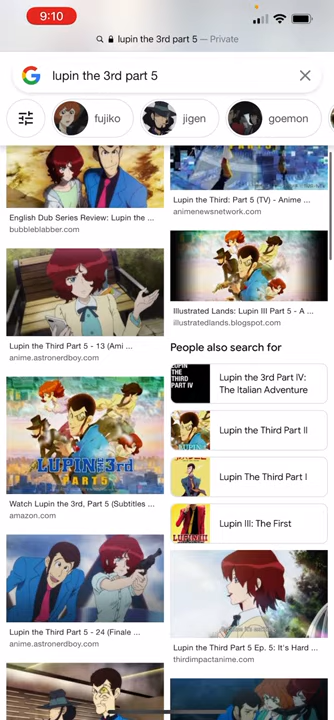 9:10
lupin the 3rd part 5 — Private
lupin the 3rd part 5
fujiko
jigen
goemon
English Dub Series Review: Lupin the ...
bubbleblabber.com
Lupin the Third: Part 5 (TV) - Anime ...
animenewsnetwork.com
Lupin the Third Part 5 - 13 (Ami ...
anime.astronerdboy.com
Illustrated Lands: Lupin III Part 5 - A ...
illustratedlands.blogspot.com
People also search for
LUPIN
THE
THIRD
PART IV
Lupin the 3rd Part IV:
The Italian Adventure
Lupin the Third Part II
Lupin The Third Part I
Lupin III: The First
LUPIN THE 3rd
PART 5
Watch Lupin the 3rd, Part 5 (Subtitles ...
amazon.com
Lupin the Third Part 5 - 24 (Finale ...
anime.astronerdboy.com
Lupin the Third Part 5 Ep. 5: It's Hard ...
thirdimpactanime.com